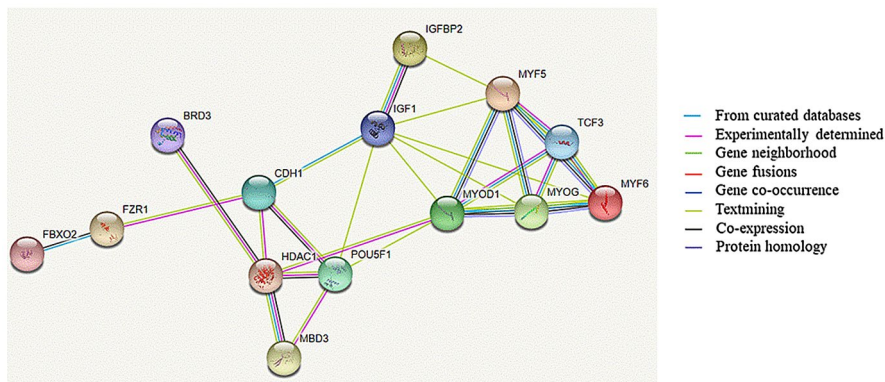 IGFBP2
MYF5
BRD3
IGF1
TCF3
CDH1
MYOD1
MYOG
MYF6
FZR1
FBXO2
HDAC1
POU5F1
MBD3
From curated databases
Experimentally determined
Gene neighborhood
Gene fusions
Gene co-occurrence
Textmining
Co-expression
Protein homology